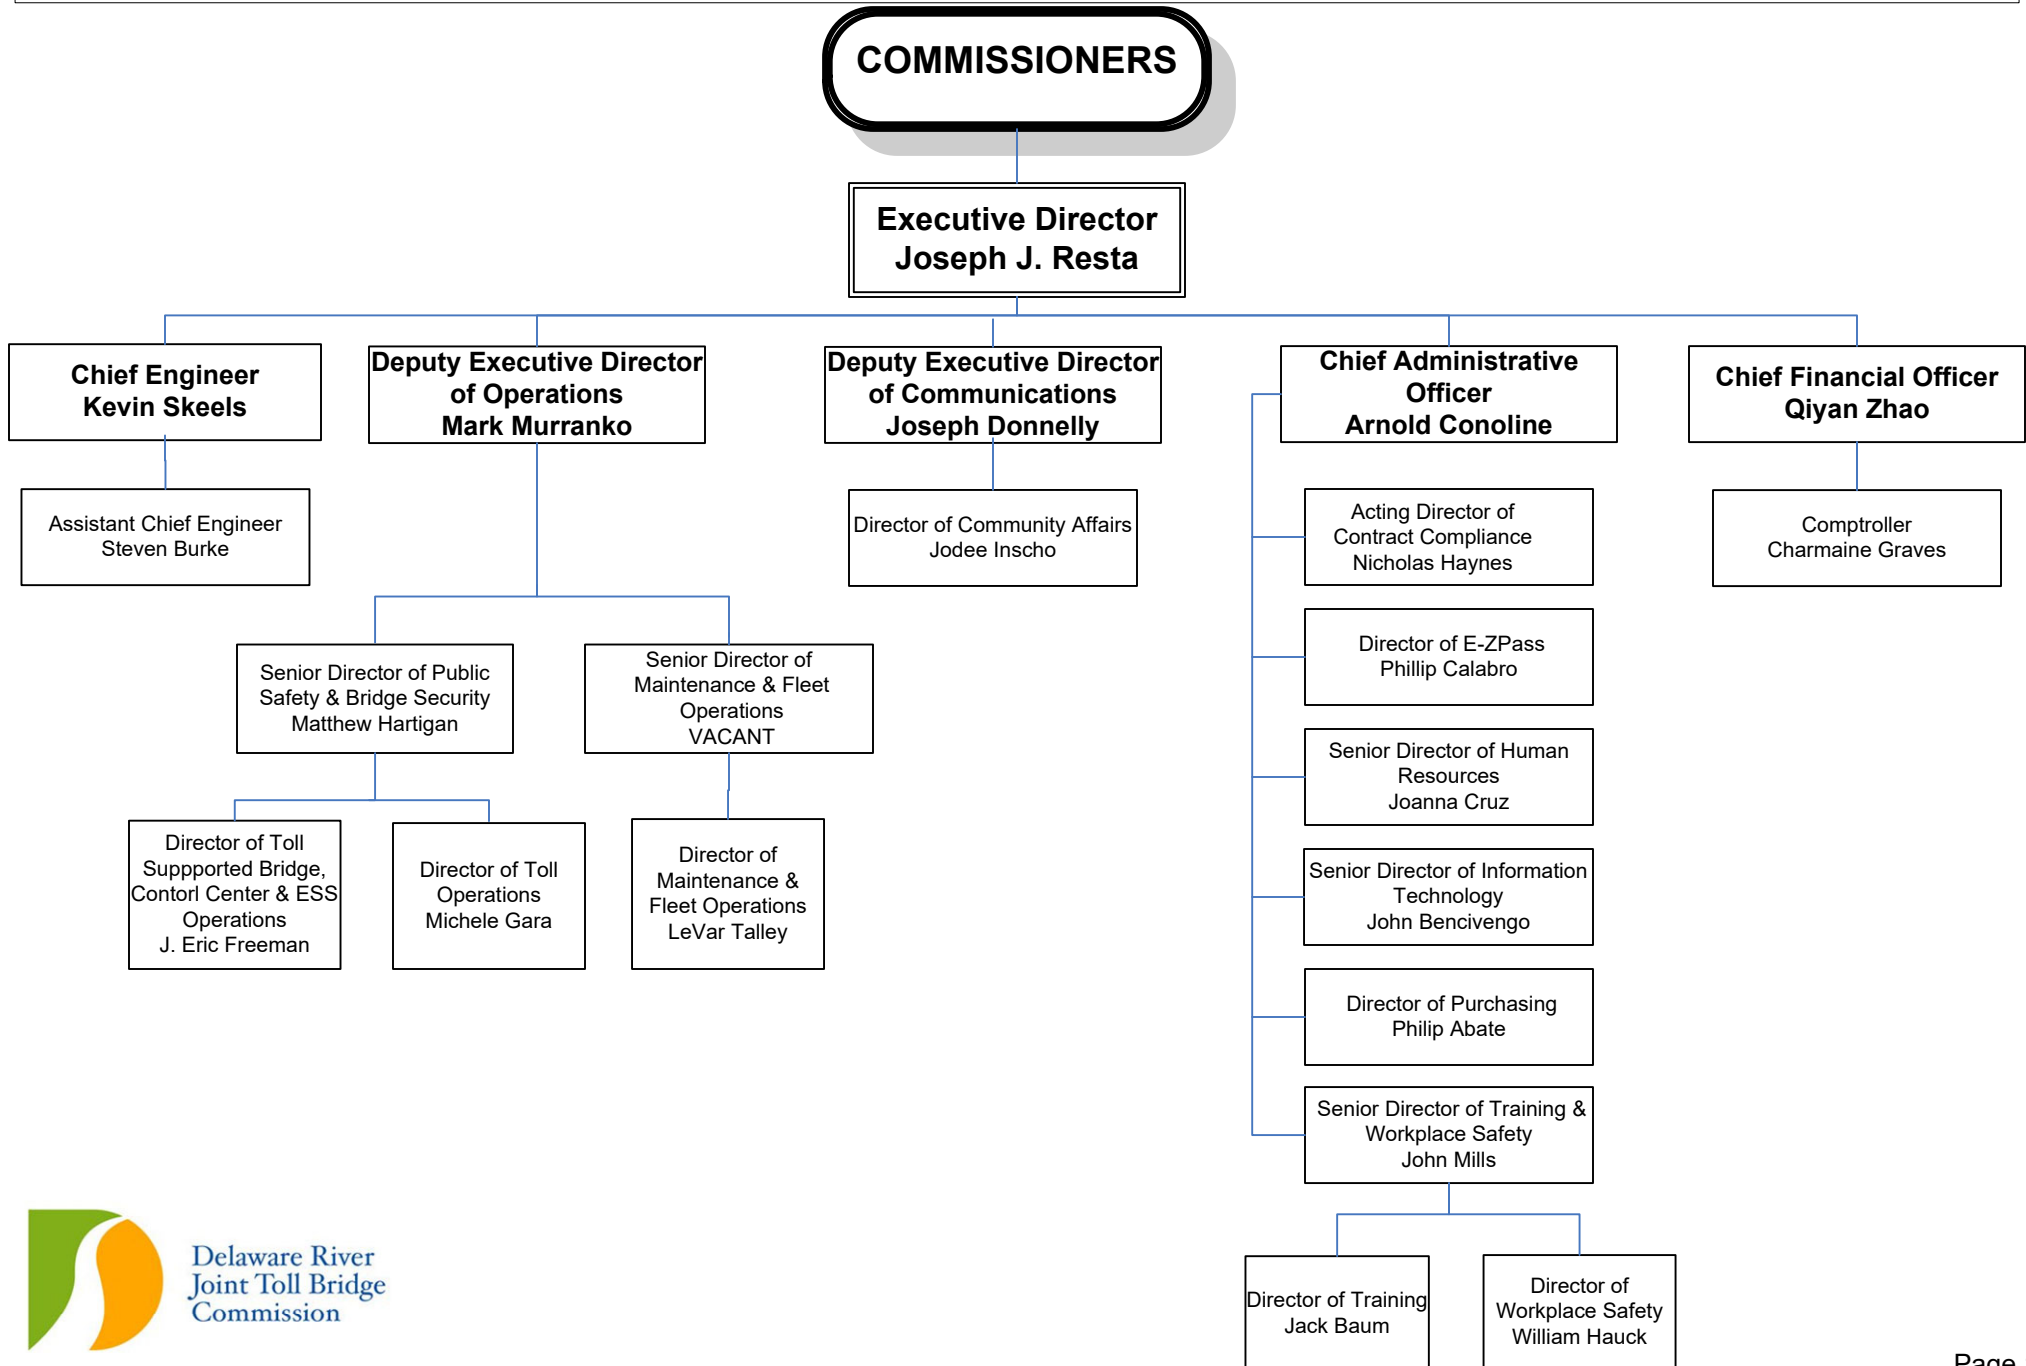 COMMISSIONERS
Executive Director
Joseph J. Resta
Chief Engineer
Kevin Skeels
Deputy Executive Director
of Operations
Mark Murranko
Deputy Executive Director
of Communications
Joseph Donnelly
Chief Administrative
Officer
Arnold Conoline
Chief Financial Officer
Qiyan Zhao
Assistant Chief Engineer
Steven Burke
Director of Community Affairs
Jodee Inscho
Acting Director of
Contract Compliance
Nicholas Haynes
Comptroller
Charmaine Graves
Director of E-ZPass
Phillip Calabro
Senior Director of Public
Safety & Bridge Security
Matthew Hartigan
Senior Director of
Maintenance & Fleet
Operations
VACANT
Senior Director of Human
Resources
Joanna Cruz
Director of Toll
Suppported Bridge,
Contorl Center & ESS
Operations
J. Eric Freeman
Director of Toll
Operations
Michele Gara
Director of
Maintenance &
Fleet Operations
LeVar Talley
Senior Director of Information
Technology
John Bencivengo
Director of Purchasing
Philip Abate
Senior Director of Training &
Workplace Safety
John Mills
Director of Training
Jack Baum
Director of
Workplace Safety
William Hauck
Delaware River
Joint Toll Bridge
Commission
Page